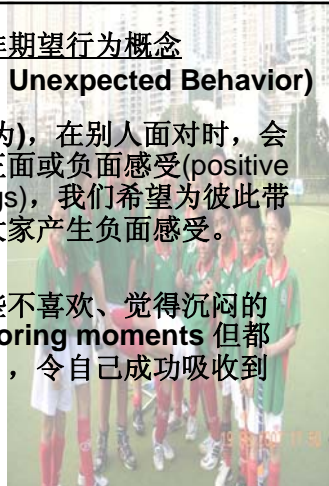 期望行为概念
Unexpected Behavior)
为)，在别人面对时，会
正面或负面感受(positive
gs)，我们希望为彼此带
大家产生负面感受。
些不喜欢、觉得沉闷的
oring moments 但都
，令自己成功吸收到